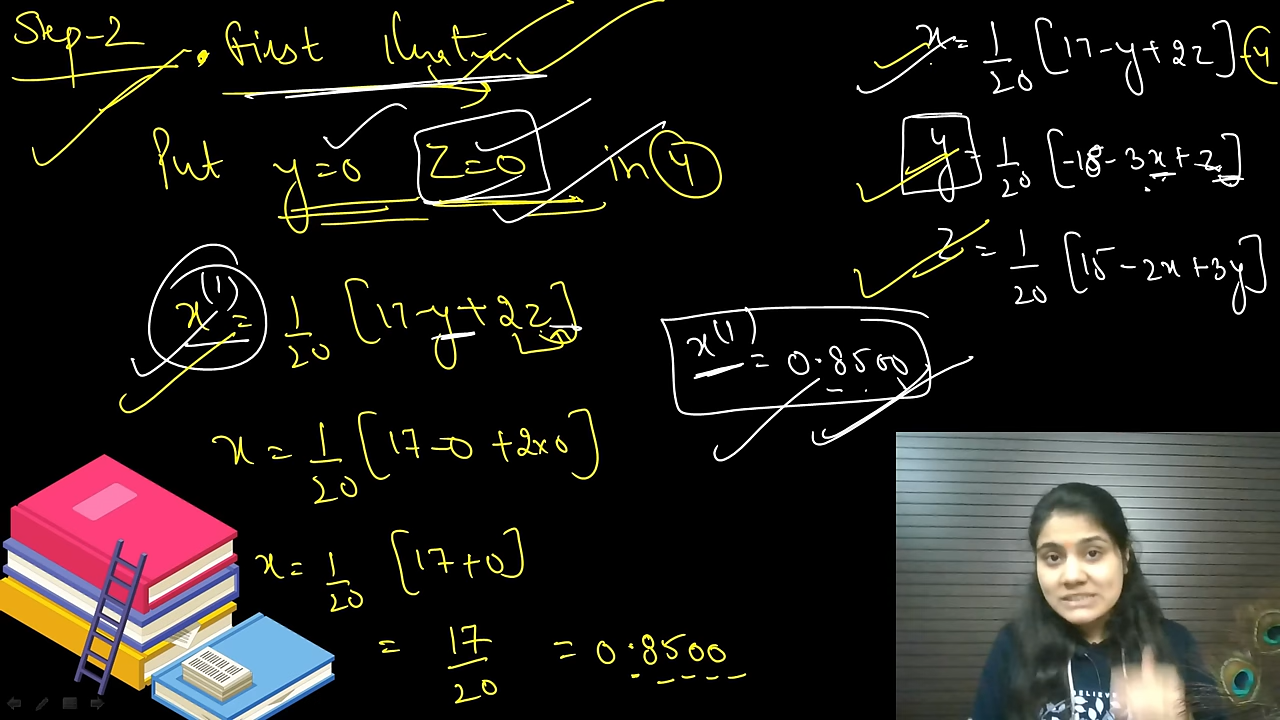 Step-2 • First Iteration
Put y=0 z=0 in (4)
x⁽¹⁾ = 1/20 [17-y+2z]
x = 1/20 [17-0+2x0]
x = 1/20 [17+0]
= 17/20 = 0.8500
x⁽¹⁾ = 0.8500
x = 1/20 [17-y+2z] - (4)
y = 1/20 [-18-3x+z]
z = 1/20 [15-2x+3y]
BELIEVE